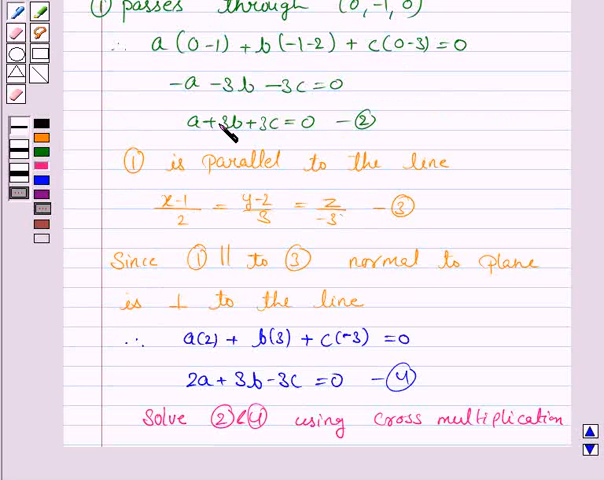 ① passes through (0, -1, 0)
∴ a(0-1) + b(-1-2) + c(0-3) = 0
-a - 3b - 3c = 0
a + 3b + 3c = 0 - ②
① is parallel to the line
x-1/2 = y-2/3 = z/-3 - ③
Since ① || to ③ normal to plane
is ⊥ to the line
∴ a(2) + b(3) + c(-3) = 0
2a + 3b - 3c = 0 - ④
Solve ② & ④ using cross multiplication